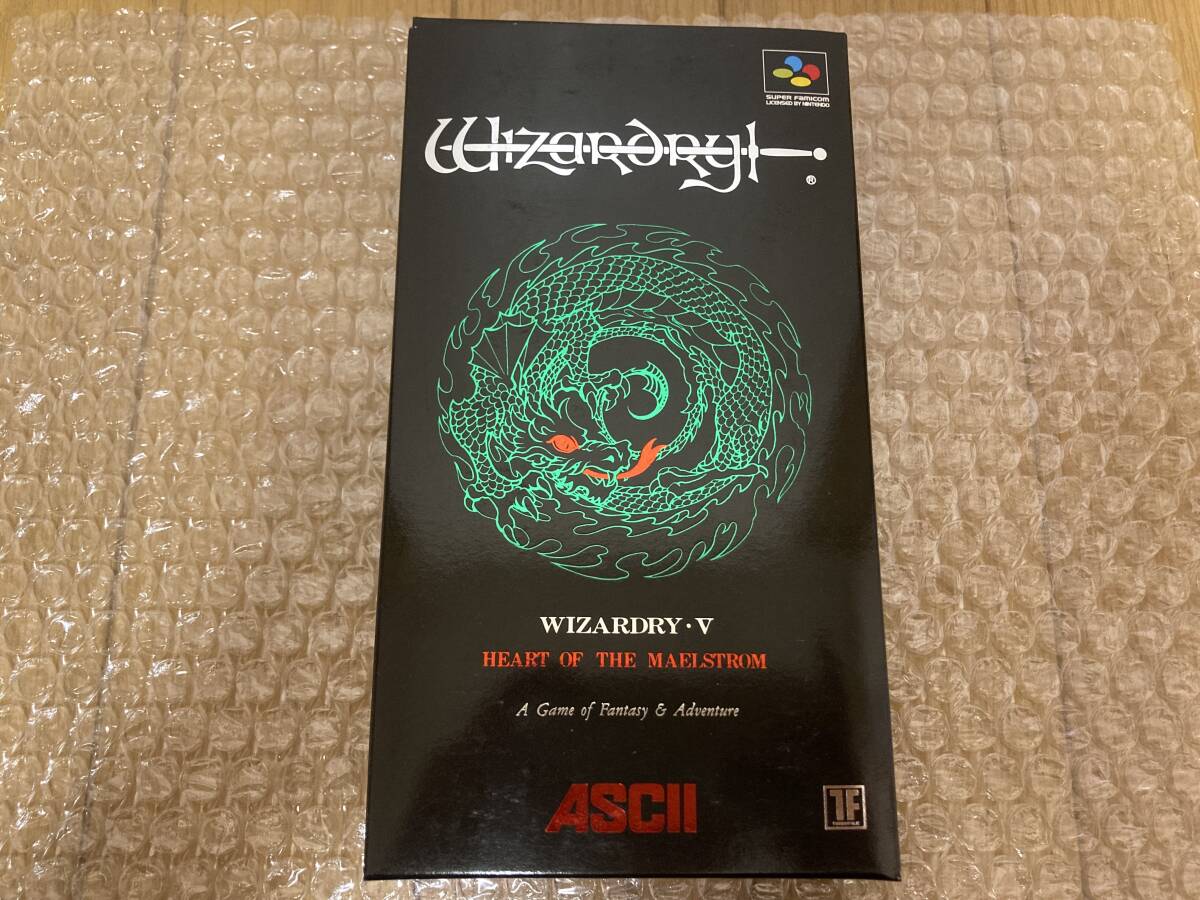 SUPER FAMICOM
LICENSED BY NINTENDO
Wizardry
®
WIZARDRY・V
HEART OF THE MAELSTROM
A Game of Fantasy & Adventure
ASCII
TF